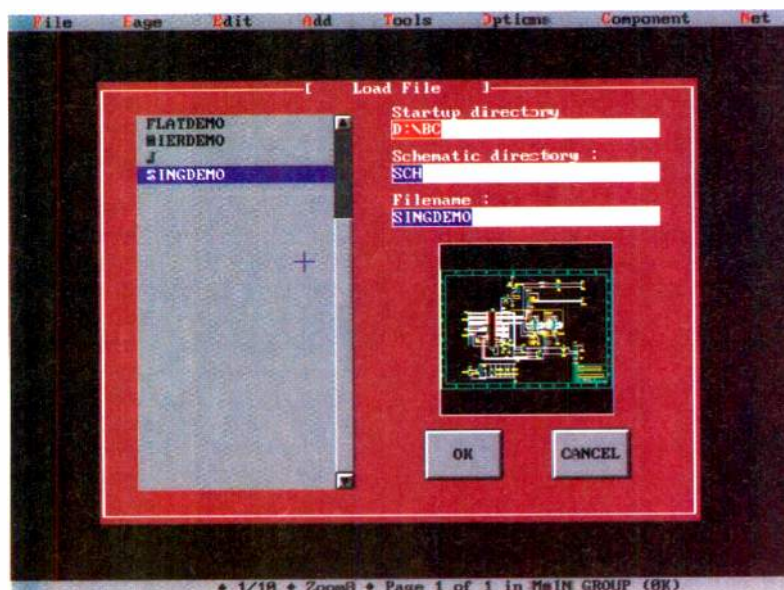 File Page Edit Add Tools Options Component Net
[ Load File ]
FLATDEMO
HIERDEMO
J
SINGDEMO
Startup directory
D:\BC
Schematic directory :
SCH
Filename :
SINGDEMO
OK
CANCEL
+ 1/10 + Zoom8 + Page 1 of 1 in MAIN GROUP (0K)